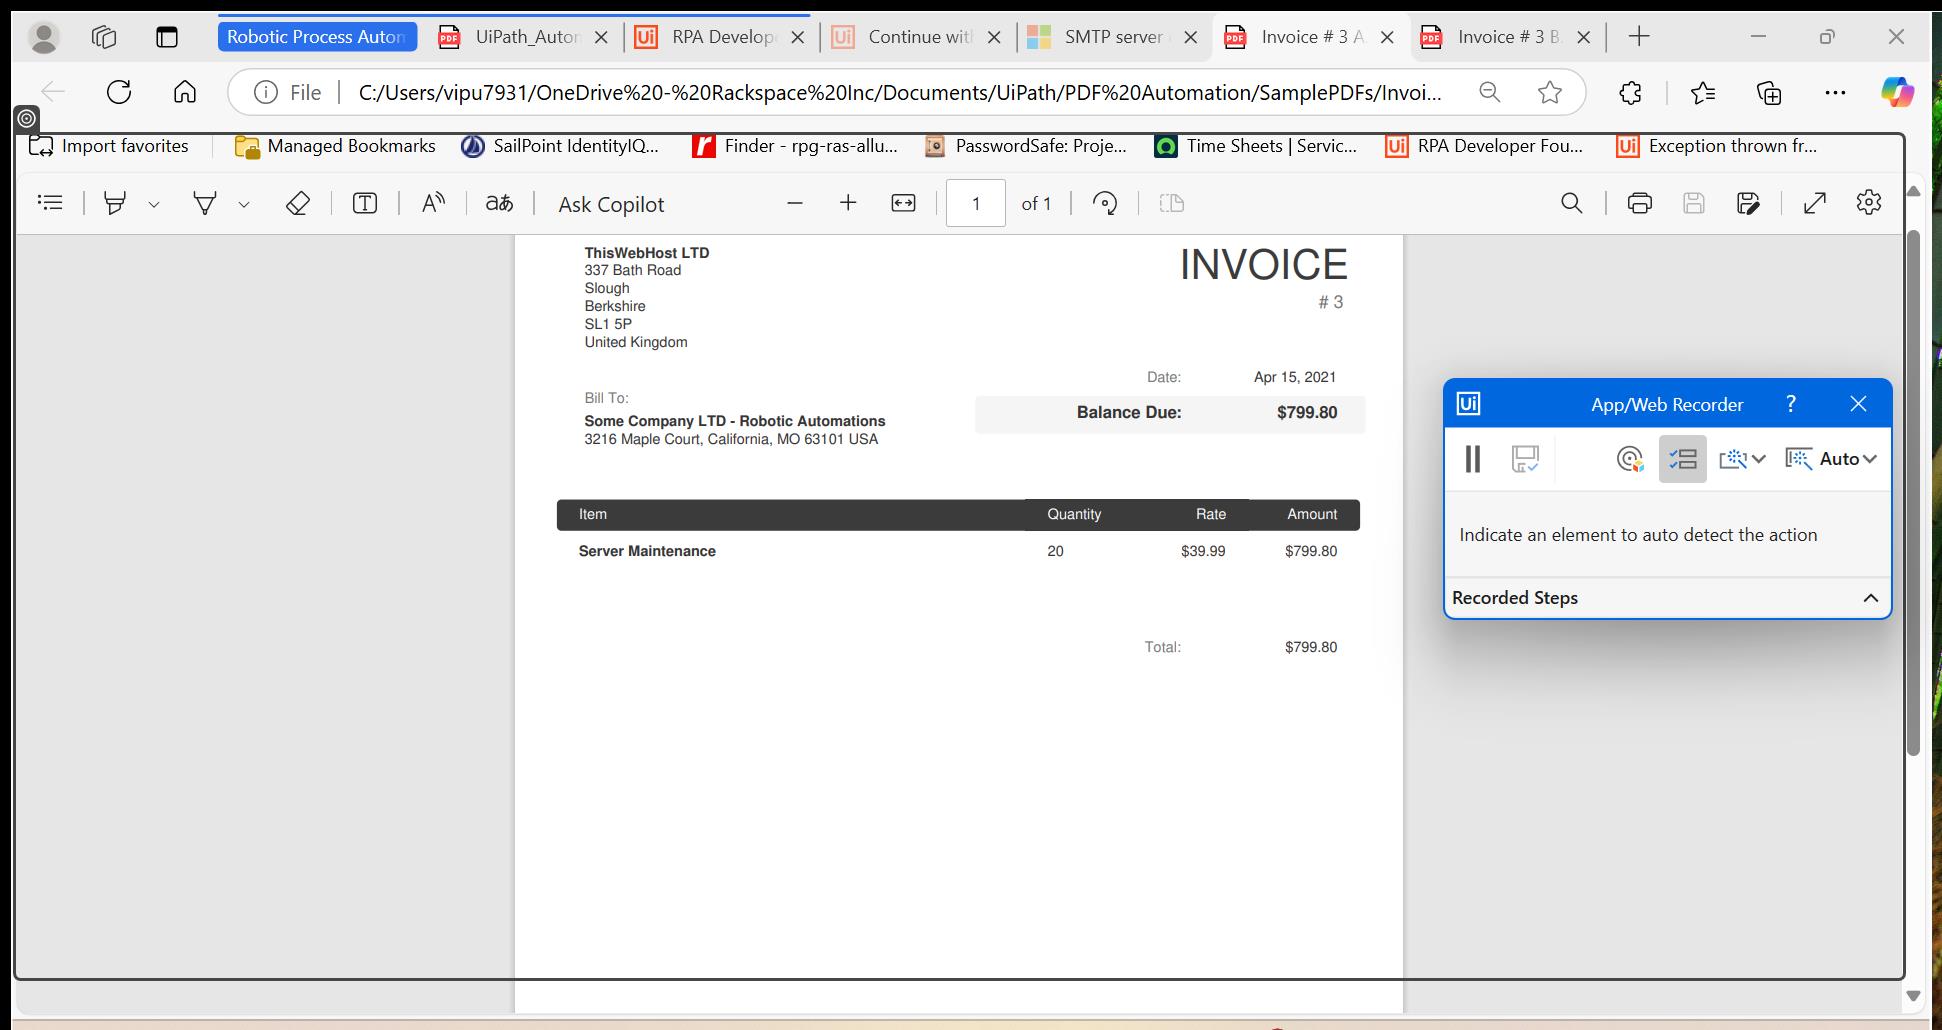 Robotic Process Auton
UiPath_Auton
RPA Develop
Continue wit
SMTP server
Invoice # 3 A
Invoice # 3 B
File
C:/Users/vipu7931/OneDrive%20-%20Rackspace%20Inc/Documents/UiPath/PDF%20Automation/SamplePDFs/Invoi...
Import favorites
Managed Bookmarks
SailPoint IdentityIQ...
Finder - rpg-ras-allu...
PasswordSafe: Proje...
Time Sheets | Servic...
RPA Developer Fou...
Exception thrown fr...
Ask Copilot
1
of 1
ThisWebHost LTD
337 Bath Road
Slough
Berkshire
SL1 5P
United Kingdom
INVOICE
# 3
Date: Apr 15, 2021
Balance Due: $799.80
Bill To:
Some Company LTD - Robotic Automations
3216 Maple Court, California, MO 63101 USA
Item Quantity Rate Amount
Server Maintenance 20 $39.99 $799.80
Total: $799.80
Ui App/Web Recorder ?
Auto
Indicate an element to auto detect the action
Recorded Steps